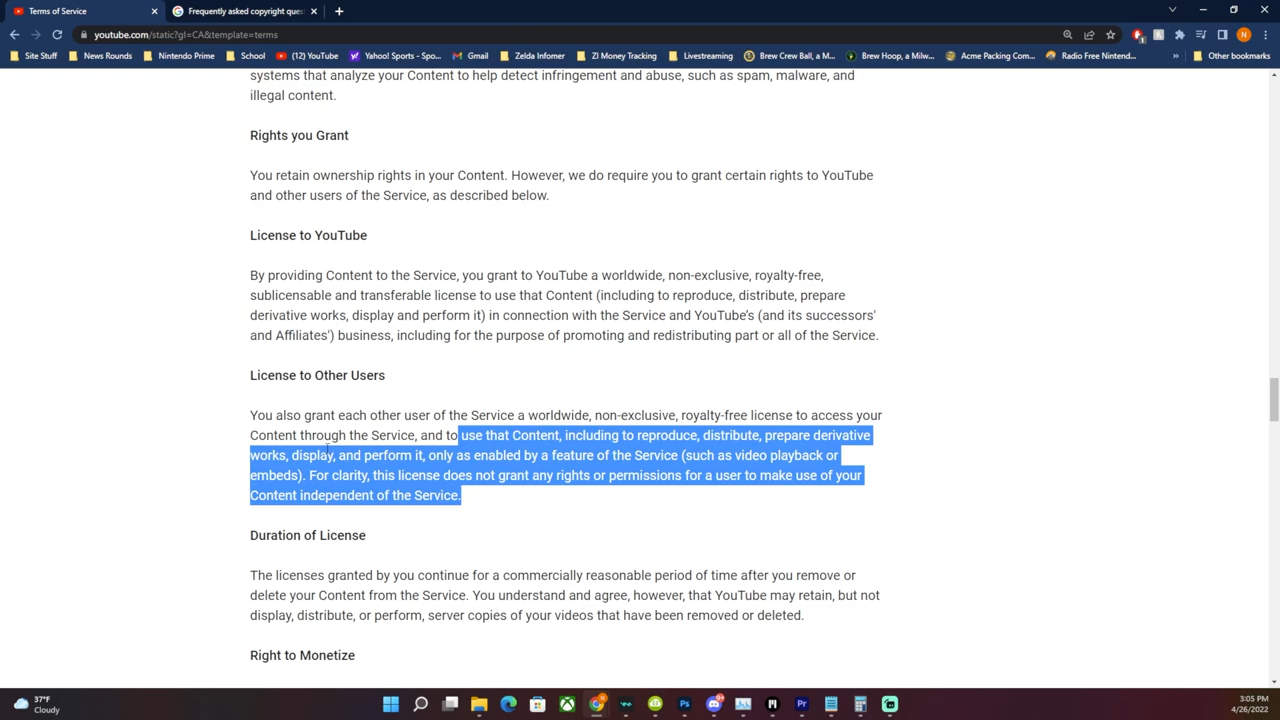 Terms of Service
Frequently asked copyright ques
youtube.com/static?gl=CA&template=terms
Site Stuff
News Rounds
Nintendo Prime
School
(12) YouTube
Yahoo! Sports - Spo...
Gmail
Zelda Infomer
ZI Money Tracking
Livestreaming
Brew Crew Ball, a M...
Brew Hoop, a Milw...
Acme Packing Com...
Radio Free Nintend...
»
Other bookmarks
systems that analyze your Content to help detect infringement and abuse, such as spam, malware, and
illegal content.
Rights you Grant
You retain ownership rights in your Content. However, we do require you to grant certain rights to YouTube
and other users of the Service, as described below.
License to YouTube
By providing Content to the Service, you grant to YouTube a worldwide, non-exclusive, royalty-free,
sublicensable and transferable license to use that Content (including to reproduce, distribute, prepare
derivative works, display and perform it) in connection with the Service and YouTube's (and its successors'
and Affiliates') business, including for the purpose of promoting and redistributing part or all of the Service.
License to Other Users
You also grant each other user of the Service a worldwide, non-exclusive, royalty-free license to access your
Content through the Service, and to use that Content, including to reproduce, distribute, prepare derivative
works, display, and perform it, only as enabled by a feature of the Service (such as video playback or
embeds). For clarity, this license does not grant any rights or permissions for a user to make use of your
Content independent of the Service.
Duration of License
The licenses granted by you continue for a commercially reasonable period of time after you remove or
delete your Content from the Service. You understand and agree, however, that YouTube may retain, but not
display, distribute, or perform, server copies of your videos that have been removed or deleted.
Right to Monetize
37°F
Cloudy
3:05 PM
4/26/2022